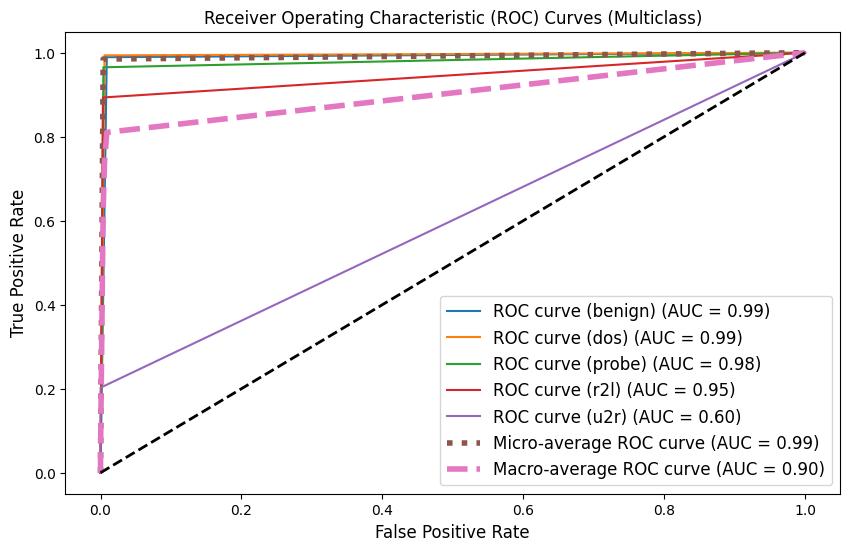 Receiver Operating Characteristic (ROC) Curves (Multiclass)
1.0
0.8
0.6
0.4
0.2
0.0
True Positive Rate
ROC curve (benign) (AUC = 0.99)
ROC curve (dos) (AUC = 0.99)
ROC curve (probe) (AUC = 0.98)
ROC curve (r2l) (AUC = 0.95)
ROC curve (u2r) (AUC = 0.60)
Micro-average ROC curve (AUC = 0.99)
Macro-average ROC curve (AUC = 0.90)
0.0 0.2 0.4 0.6 0.8 1.0
False Positive Rate